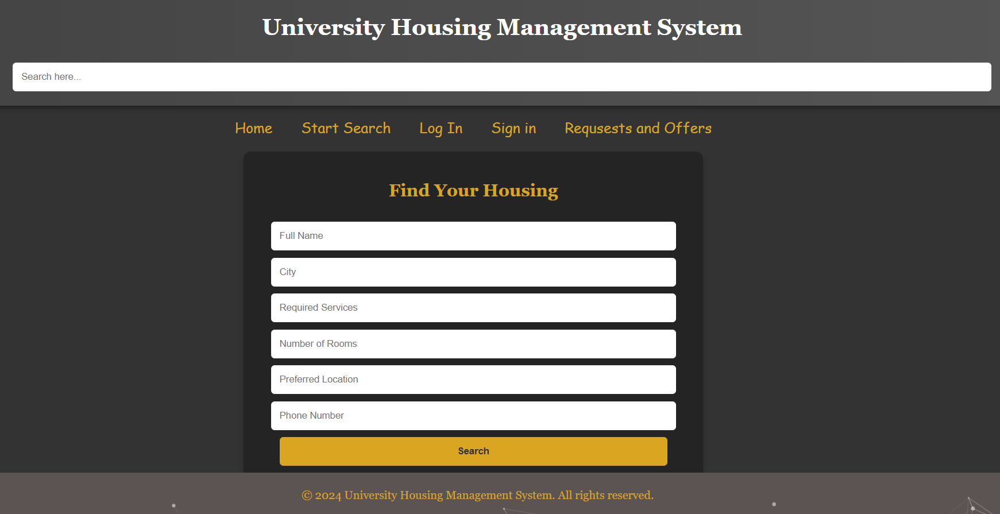 University Housing Management System
Search here...
Home Start Search Log In Sign in Requsests and Offers
Find Your Housing
Full Name
City
Required Services
Number of Rooms
Preferred Location
Phone Number
Search
© 2024 University Housing Management System. All rights reserved.